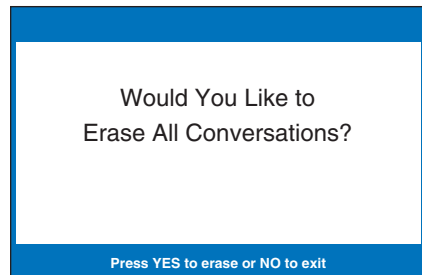 Would You Like to
Erase All Conversations?
Press YES to erase or NO to exit